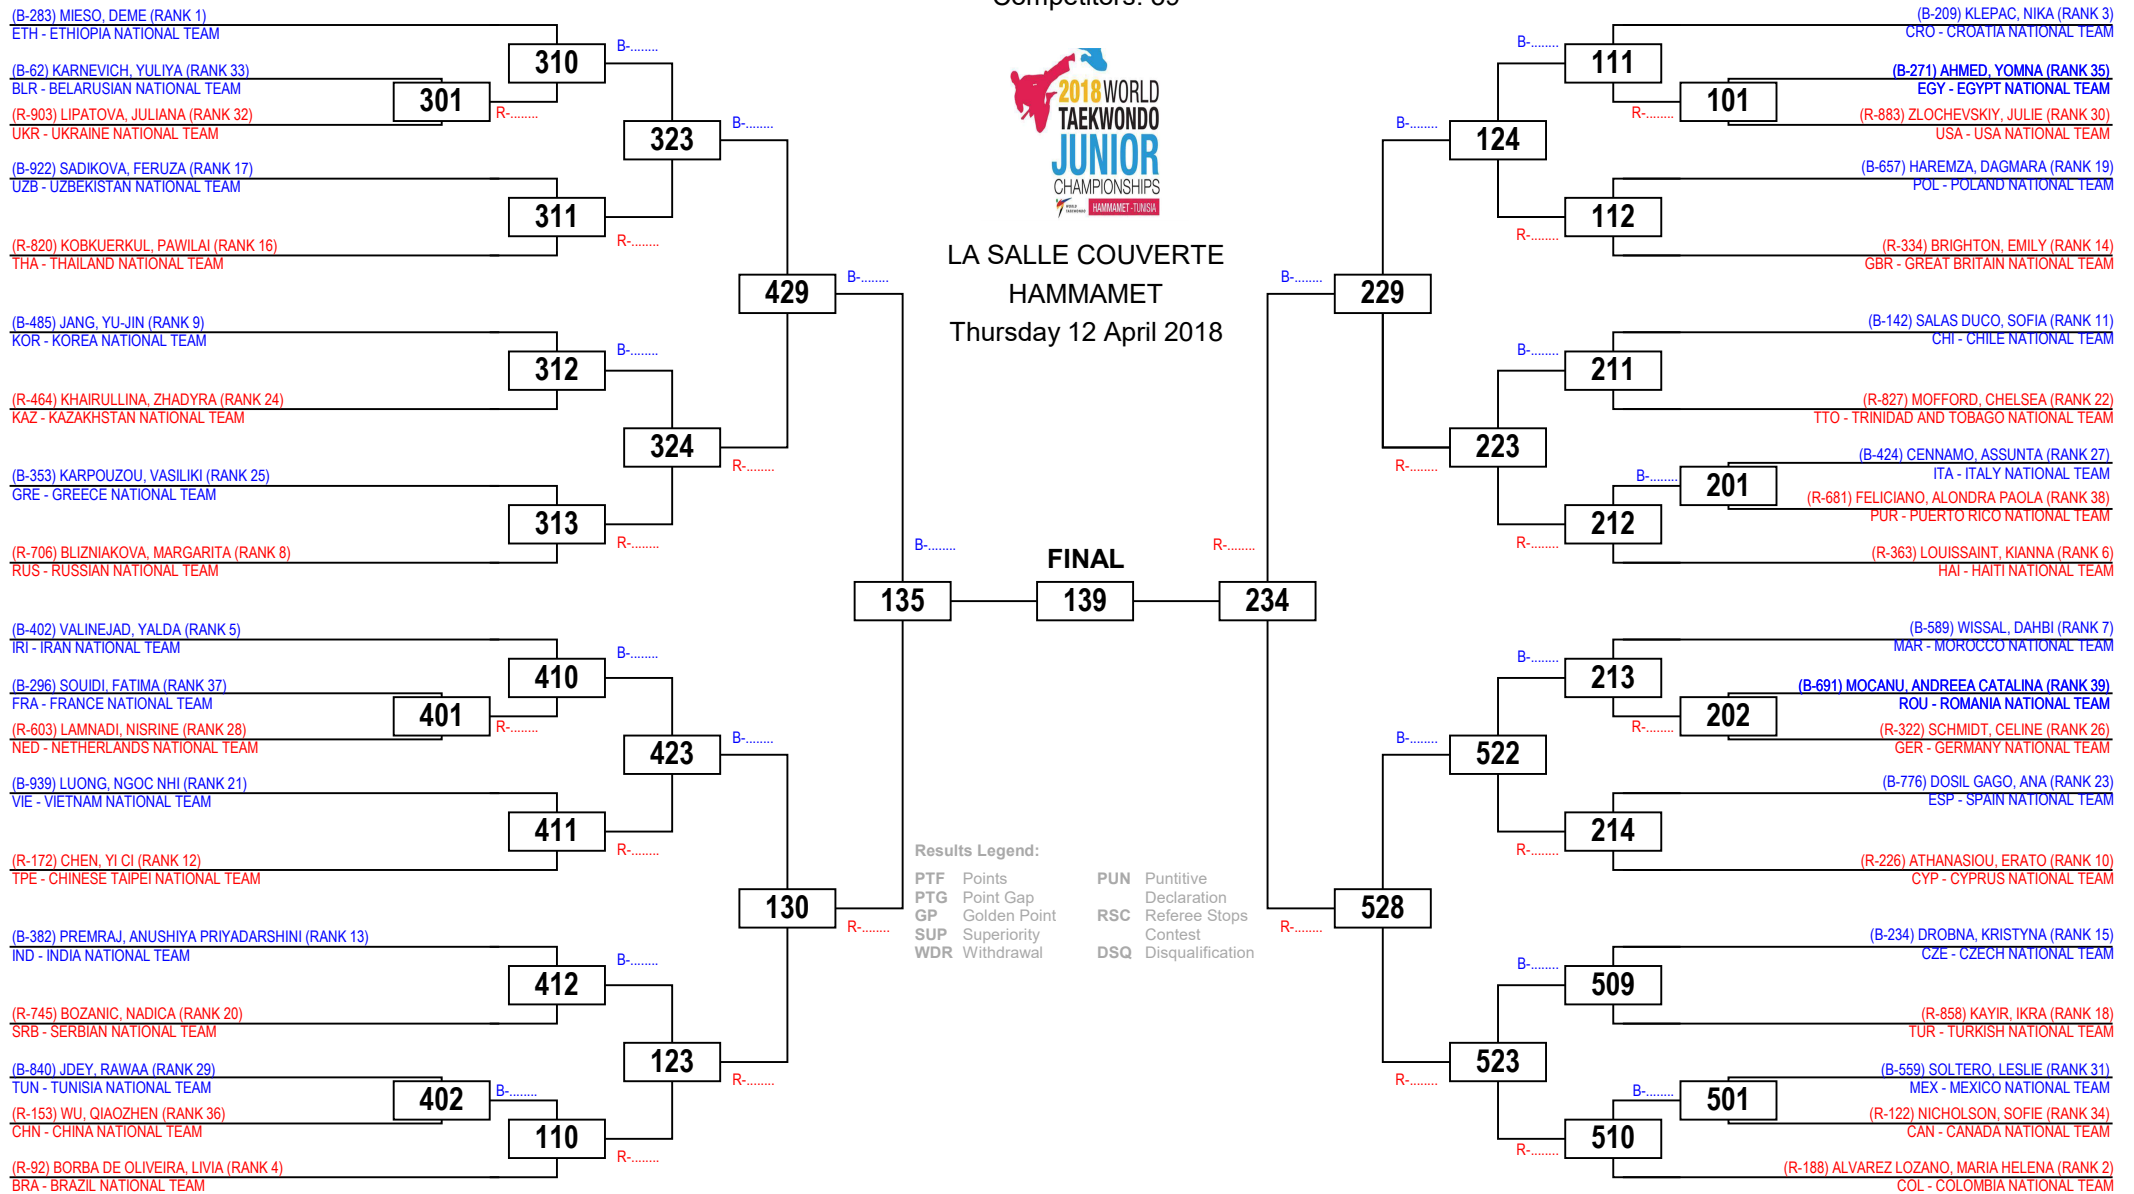 Competitors: 39
(B-283) MIESO, DEME (RANK 1)
ETH - ETHIOPIA NATIONAL TEAM
310
B-........
(B-62) KARNEVICH, YULIYA (RANK 33)
BLR - BELARUSIAN NATIONAL TEAM
301
R-........
(R-903) LIPATOVA, JULIANA (RANK 32)
UKR - UKRAINE NATIONAL TEAM
323
B-........
(B-922) SADIKOVA, FERUZA (RANK 17)
UZB - UZBEKISTAN NATIONAL TEAM
311
R-........
(R-820) KOBKUERKUL, PAWILAI (RANK 16)
THA - THAILAND NATIONAL TEAM
429
B-........
(B-485) JANG, YU-JIN (RANK 9)
KOR - KOREA NATIONAL TEAM
312
B-........
(R-464) KHAIRULLINA, ZHADYRA (RANK 24)
KAZ - KAZAKHSTAN NATIONAL TEAM
324
R-........
(B-353) KARPOUZOU, VASILIKI (RANK 25)
GRE - GREECE NATIONAL TEAM
313
R-........
(R-706) BLIZNIAKOVA, MARGARITA (RANK 8)
RUS - RUSSIAN NATIONAL TEAM
135
B-........
(B-402) VALINEJAD, YALDA (RANK 5)
IRI - IRAN NATIONAL TEAM
410
B-........
(B-296) SOUIDI, FATIMA (RANK 37)
FRA - FRANCE NATIONAL TEAM
401
R-........
(R-603) LAMNADI, NISRINE (RANK 28)
NED - NETHERLANDS NATIONAL TEAM
423
B-........
(B-939) LUONG, NGOC NHI (RANK 21)
VIE - VIETNAM NATIONAL TEAM
411
R-........
(R-172) CHEN, YI CI (RANK 12)
TPE - CHINESE TAIPEI NATIONAL TEAM
130
R-........
(B-382) PREMRAJ, ANUSHIYA PRIYADARSHINI (RANK 13)
IND - INDIA NATIONAL TEAM
412
B-........
(R-745) BOZANIC, NADICA (RANK 20)
SRB - SERBIAN NATIONAL TEAM
123
R-........
(B-840) JDEY, RAWAA (RANK 29)
TUN - TUNISIA NATIONAL TEAM
402
B-........
(R-153) WU, QIAOZHEN (RANK 36)
CHN - CHINA NATIONAL TEAM
110
R-........
(R-92) BORBA DE OLIVEIRA, LIVIA (RANK 4)
BRA - BRAZIL NATIONAL TEAM
2018 WORLD
TAEKWONDO
JUNIOR
CHAMPIONSHIPS
HAMMAMET - TUNISIA
LA SALLE COUVERTE
HAMMAMET
Thursday 12 April 2018
FINAL
139
Results Legend:
PTF Points
PTG Point Gap
GP Golden Point
SUP Superiority
WDR Withdrawal
PUN Puntitive
Declaration
RSC Referee Stops
Contest
DSQ Disqualification
(B-209) KLEPAC, NIKA (RANK 3)
CRO - CROATIA NATIONAL TEAM
B-........
111
(B-271) AHMED, YOMNA (RANK 35)
EGY - EGYPT NATIONAL TEAM
R-........
101
(R-883) ZLOCHEVSKIY, JULIE (RANK 30)
USA - USA NATIONAL TEAM
B-........
124
(B-657) HAREMZA, DAGMARA (RANK 19)
POL - POLAND NATIONAL TEAM
R-........
112
(R-334) BRIGHTON, EMILY (RANK 14)
GBR - GREAT BRITAIN NATIONAL TEAM
B-........
229
(B-142) SALAS DUCO, SOFIA (RANK 11)
CHI - CHILE NATIONAL TEAM
B-........
211
(R-827) MOFFORD, CHELSEA (RANK 22)
TTO - TRINIDAD AND TOBAGO NATIONAL TEAM
R-........
223
(B-424) CENNAMO, ASSUNTA (RANK 27)
ITA - ITALY NATIONAL TEAM
B-........
201
(R-681) FELICIANO, ALONDRA PAOLA (RANK 38)
PUR - PUERTO RICO NATIONAL TEAM
R-........
212
(R-363) LOUISSAINT, KIANNA (RANK 6)
HAI - HAITI NATIONAL TEAM
R-........
234
(B-589) WISSAL, DAHBI (RANK 7)
MAR - MOROCCO NATIONAL TEAM
B-........
213
(B-691) MOCANU, ANDREEA CATALINA (RANK 39)
ROU - ROMANIA NATIONAL TEAM
R-........
202
(R-322) SCHMIDT, CELINE (RANK 26)
GER - GERMANY NATIONAL TEAM
B-........
522
(B-776) DOSIL GAGO, ANA (RANK 23)
ESP - SPAIN NATIONAL TEAM
R-........
214
(R-226) ATHANASIOU, ERATO (RANK 10)
CYP - CYPRUS NATIONAL TEAM
R-........
528
(B-234) DROBNA, KRISTYNA (RANK 15)
CZE - CZECH NATIONAL TEAM
B-........
509
(R-858) KAYIR, IKRA (RANK 18)
TUR - TURKISH NATIONAL TEAM
R-........
523
(B-559) SOLTERO, LESLIE (RANK 31)
MEX - MEXICO NATIONAL TEAM
B-........
501
(R-122) NICHOLSON, SOFIE (RANK 34)
CAN - CANADA NATIONAL TEAM
R-........
510
(R-188) ALVAREZ LOZANO, MARIA HELENA (RANK 2)
COL - COLOMBIA NATIONAL TEAM